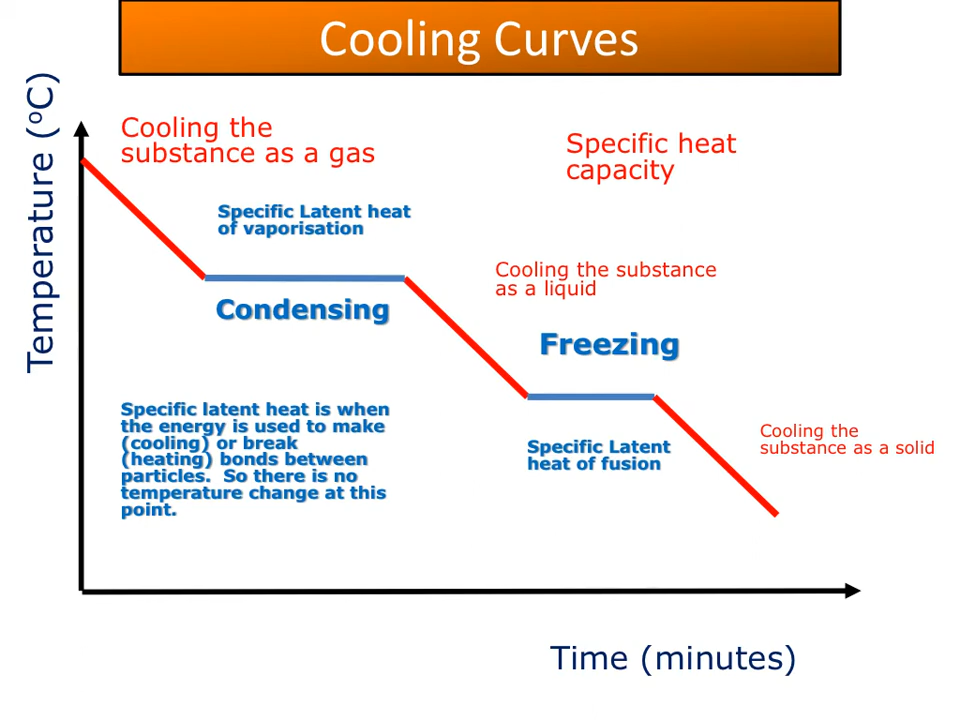 Cooling Curves
Temperature (ºC)
Cooling the
substance as a gas
Specific heat
capacity
Specific Latent heat
of vaporisation
Cooling the substance
as a liquid
Condensing
Freezing
Specific latent heat is when
the energy is used to make
(cooling) or break
(heating) bonds between
particles.  So there is no
temperature change at this
point.
Specific Latent
heat of fusion
Cooling the
substance as a solid
Time (minutes)